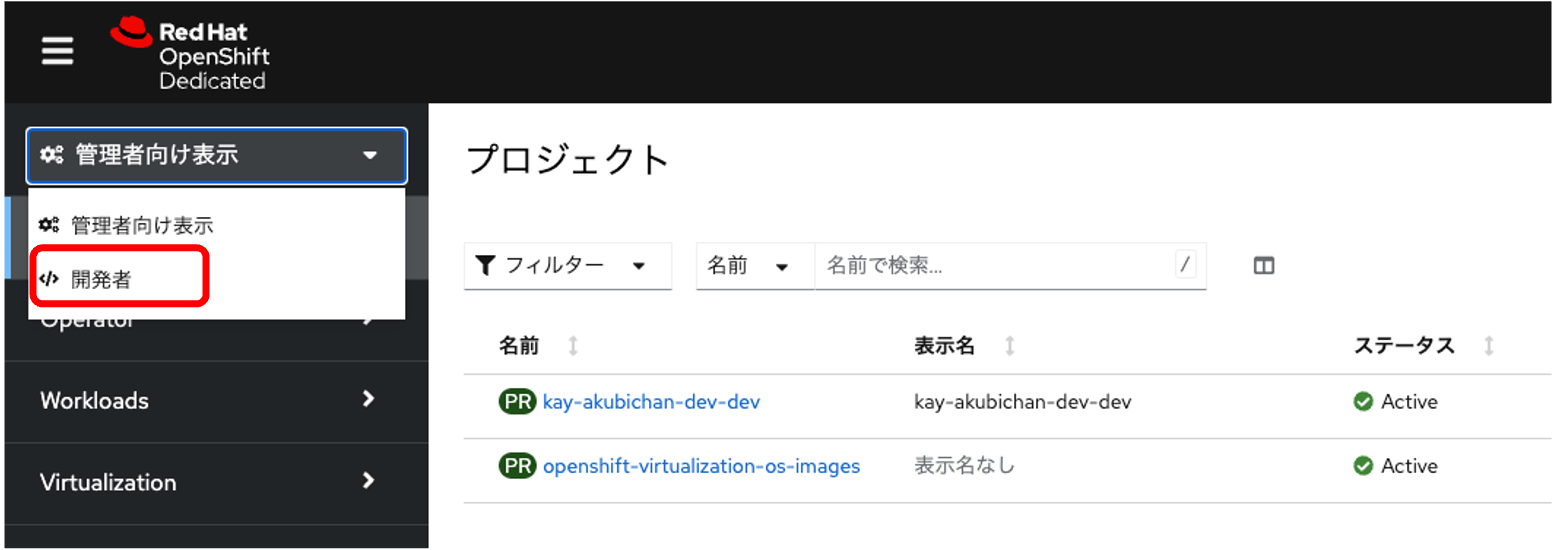 Red Hat
OpenShift
Dedicated
管理者向け表示
管理者向け表示
開発者
Operator
Workloads
Virtualization
プロジェクト
フィルター
名前 名前で検索... /
名前 表示名 ステータス
PR kay-akubichan-dev-dev kay-akubichan-dev-dev Active
PR openshift-virtualization-os-images 表示名なし Active